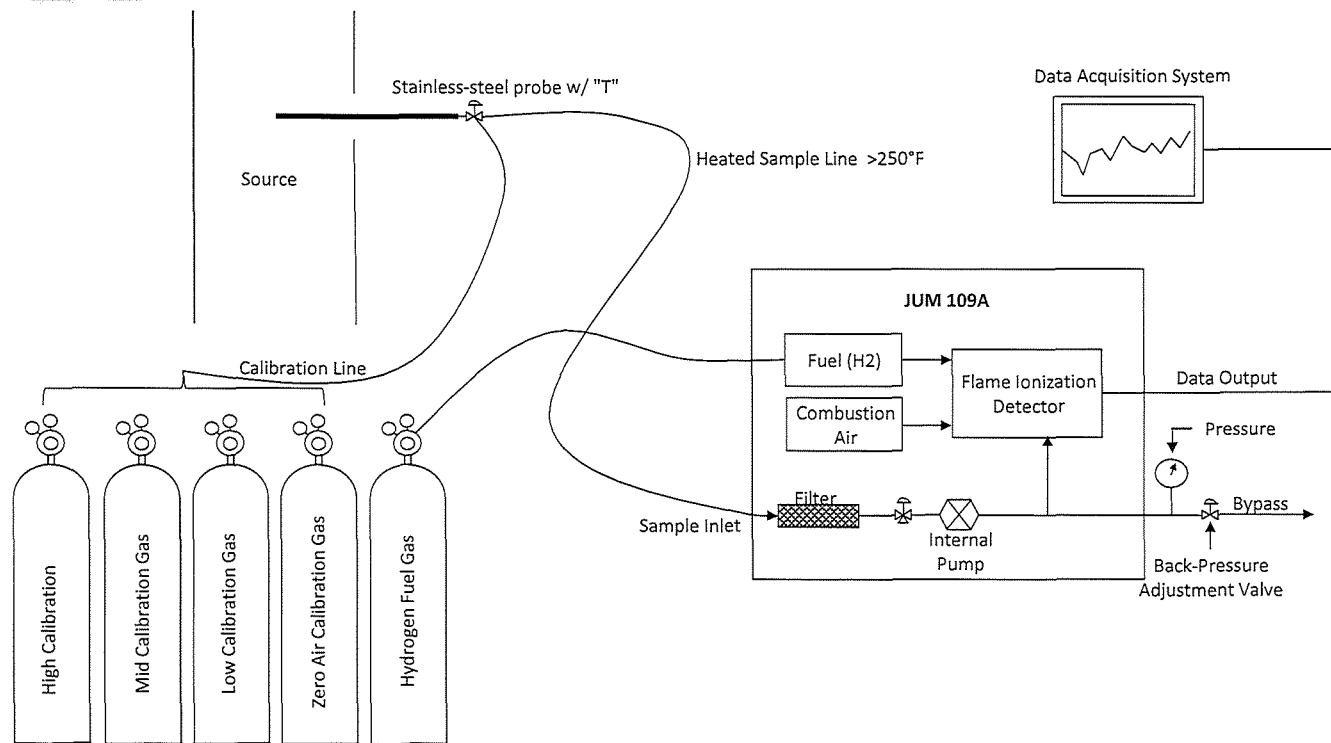 Stainless-steel probe w/ "T"
Data Acquisition System
Heated Sample Line >250°F
Source
JUM 109A
Calibration Line
Fuel (H2)
Flame Ionization
Detector
Data Output
Combustion
Air
Pressure
Filter
Sample Inlet
Bypass
Internal
Pump
Back-Pressure
Adjustment Valve
High Calibration
Mid Calibration Gas
Low Calibration Gas
Zero Air Calibration Gas
Hydrogen Fuel Gas